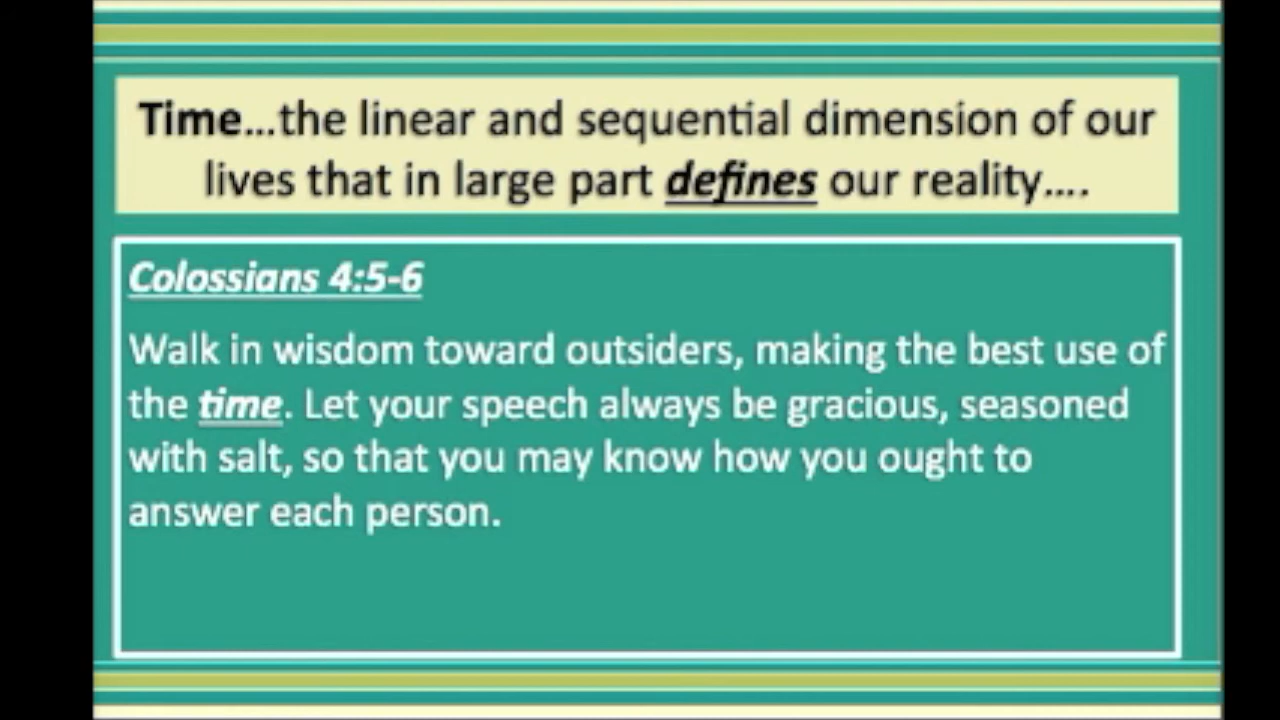 Time...the linear and sequential dimension of our
lives that in large part defines our reality....
Colossians 4:5-6
Walk in wisdom toward outsiders, making the best use of
the time. Let your speech always be gracious, seasoned
with salt, so that you may know how you ought to
answer each person.